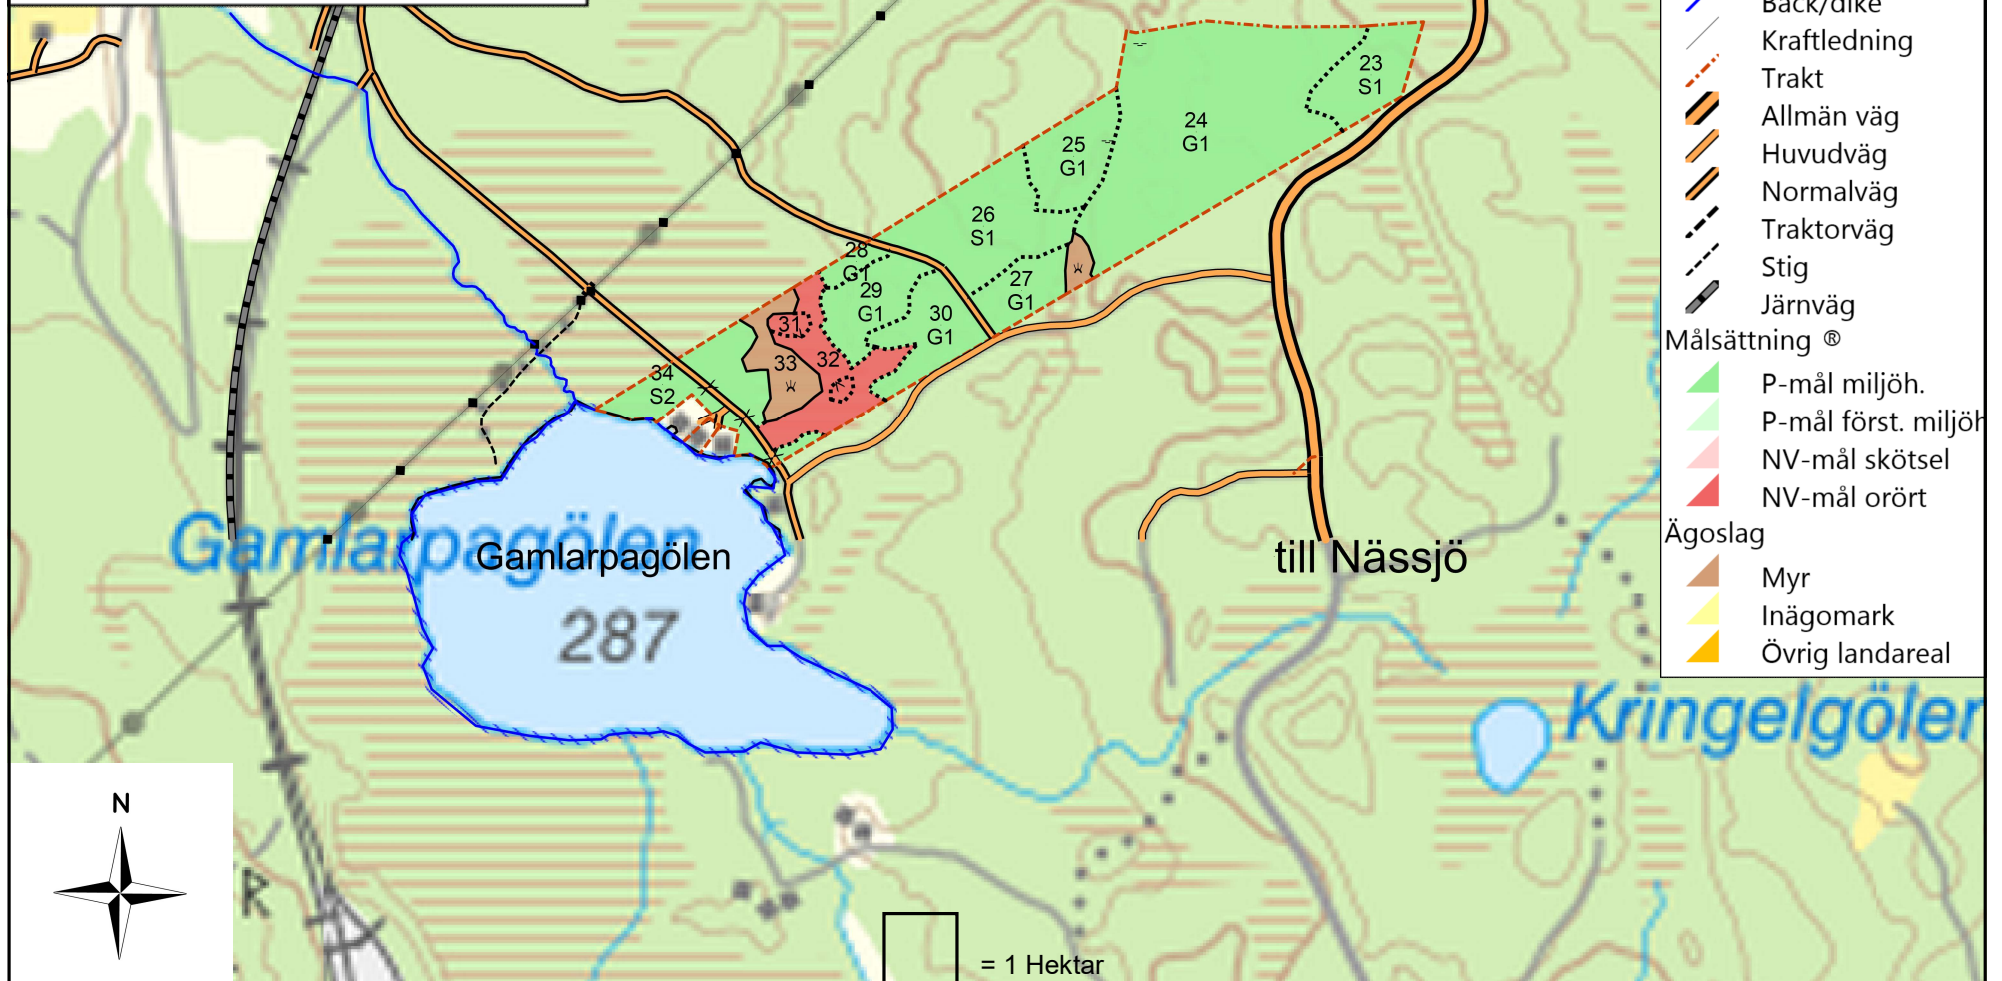 Bäck/dike
Kraftledning
Trakt
Allmän väg
Huvudväg
Normalväg
Traktorväg
Stig
Järnväg
Målsättning ®
P-mål miljöh.
P-mål först. miljöh
NV-mål skötsel
NV-mål orört
Ägoslag
Myr
Inägomark
Övrig landareal
23
S1
24
G1
25
G1
26
S1
27
G1
28
G1
29
G1
30
G1
31
32
33
34
S2
Gamlarpagölen
Gamlarpagölen
287
till Nässjö
Kringelgöler
N
R
= 1 Hektar